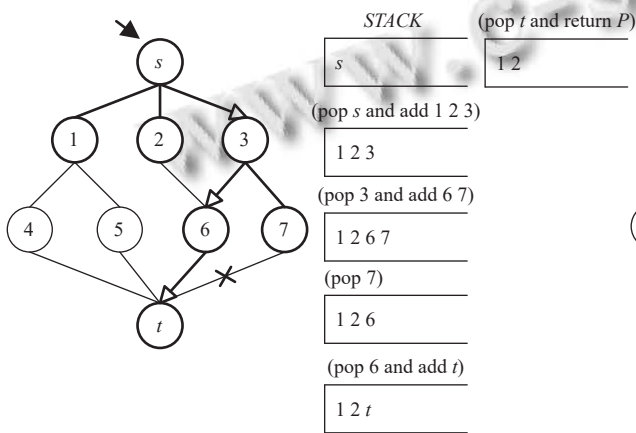 STACK
(pop t and return P)
s
s
1 2
(pop s and add 1 2 3)
1
2
3
1 2 3
(pop 3 and add 6 7)
4
5
6
7
1 2 6 7
(pop 7)
t
1 2 6
(pop 6 and add t)
1 2 t